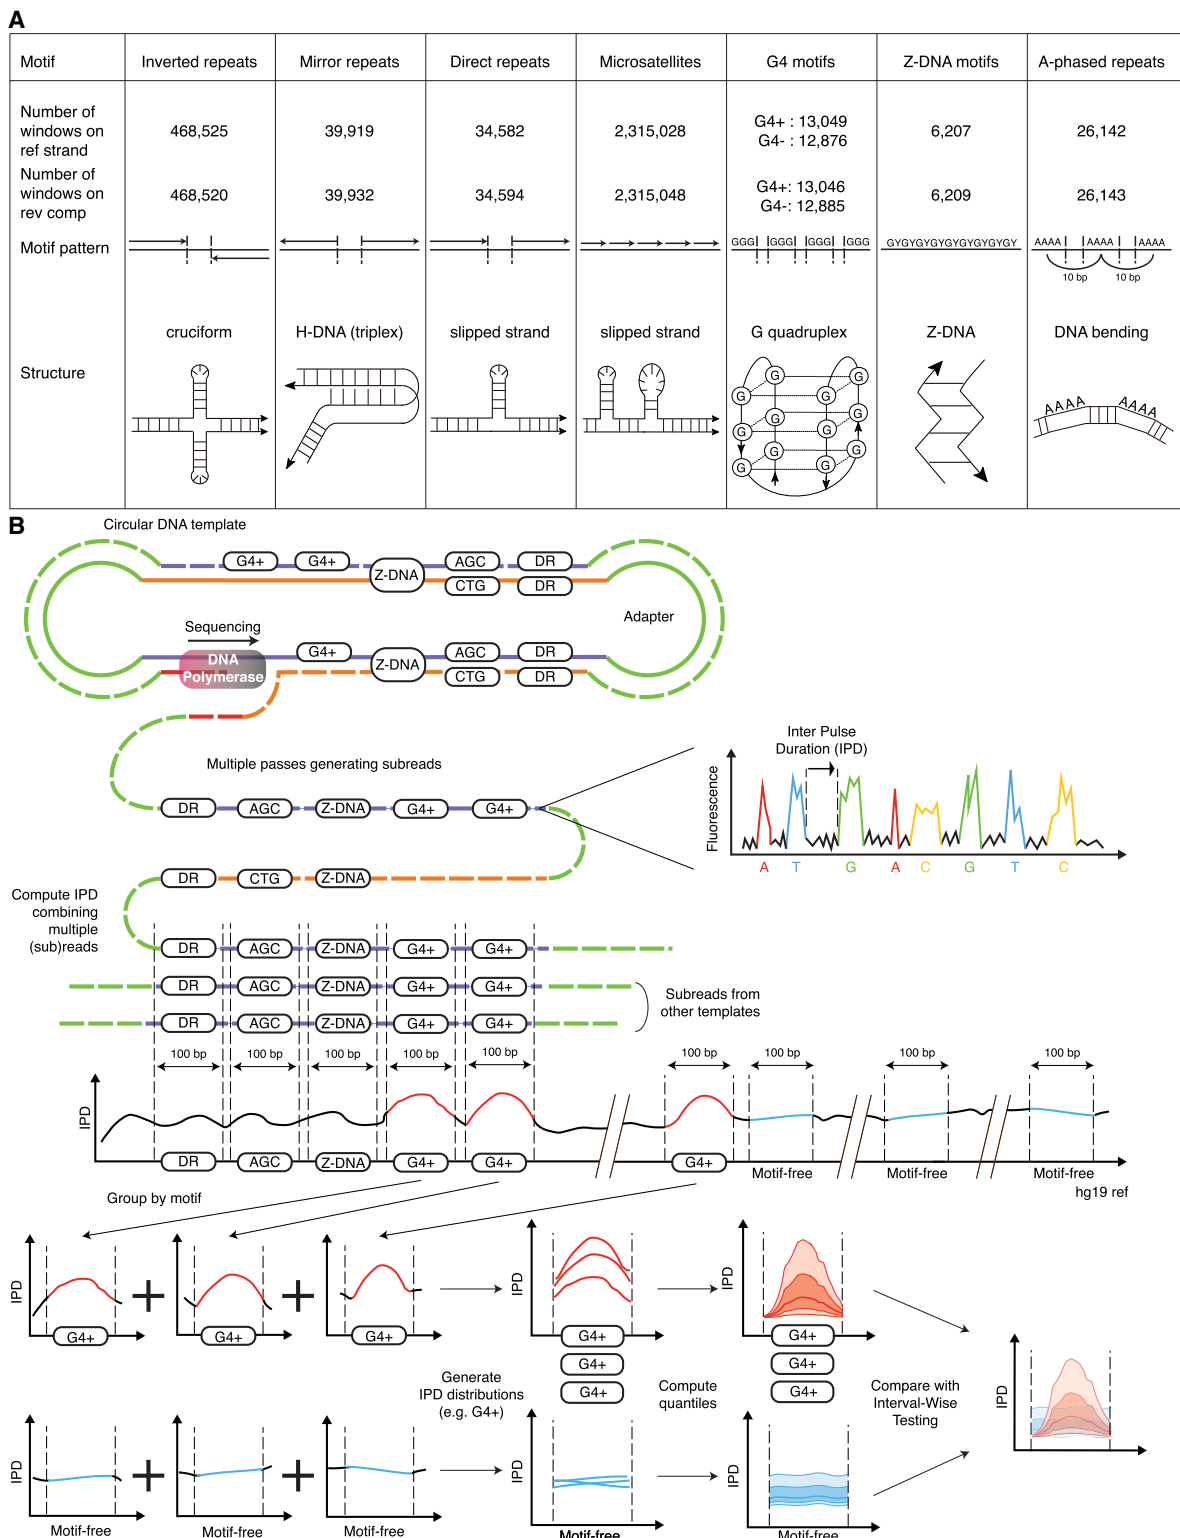 A
Motif
Inverted repeats
Mirror repeats
Direct repeats
Microsatellites
G4 motifs
Z-DNA motifs
A-phased repeats
Number of
windows on
ref strand
468,525
39,919
34,582
2,315,028
G4+ : 13,049
G4- : 12,876
6,207
26,142
Number of
windows on
rev comp
468,520
39,932
34,594
2,315,048
G4+: 13,046
G4-: 12,885
6,209
26,143
Motif pattern
GGG GGG GGG GGG
GYGYGYGYGYGYGYGYGY
AAAA AAAA AAAA
10 bp 10 bp
Structure
cruciform
H-DNA (triplex)
slipped strand
slipped strand
G quadruplex
Z-DNA
DNA bending
G G
G G
G G
G G
G G
G G
AAAA AAAA
B
Circular DNA template
G4+ G4+ Z-DNA AGC DR
CTG DR
Adapter
Sequencing
DNA
Polymerase
G4+ Z-DNA AGC DR
CTG DR
Multiple passes generating subreads
Inter Pulse
Duration (IPD)
Fluorescence
A T G A C G T C
DR AGC Z-DNA G4+ G4+
DR CTG Z-DNA
Compute IPD
combining
multiple
(sub)reads
DR AGC Z-DNA G4+ G4+
DR AGC Z-DNA G4+ G4+
DR AGC Z-DNA G4+ G4+
Subreads from
other templates
100 bp 100 bp 100 bp 100 bp 100 bp 100 bp 100 bp 100 bp 100 bp
IPD
DR AGC Z-DNA G4+ G4+ G4+ Motif-free Motif-free Motif-free
hg19 ref
Group by motif
IPD
G4+
G4+
G4+
IPD
G4+
G4+
G4+
IPD
G4+
G4+
G4+
Generate
IPD distributions
(e.g. G4+)
Compute
quantiles
Compare with
Interval-Wise
Testing
IPD
IPD
Motif-free
Motif-free
Motif-free
IPD
Motif-free
IPD
Motif-free